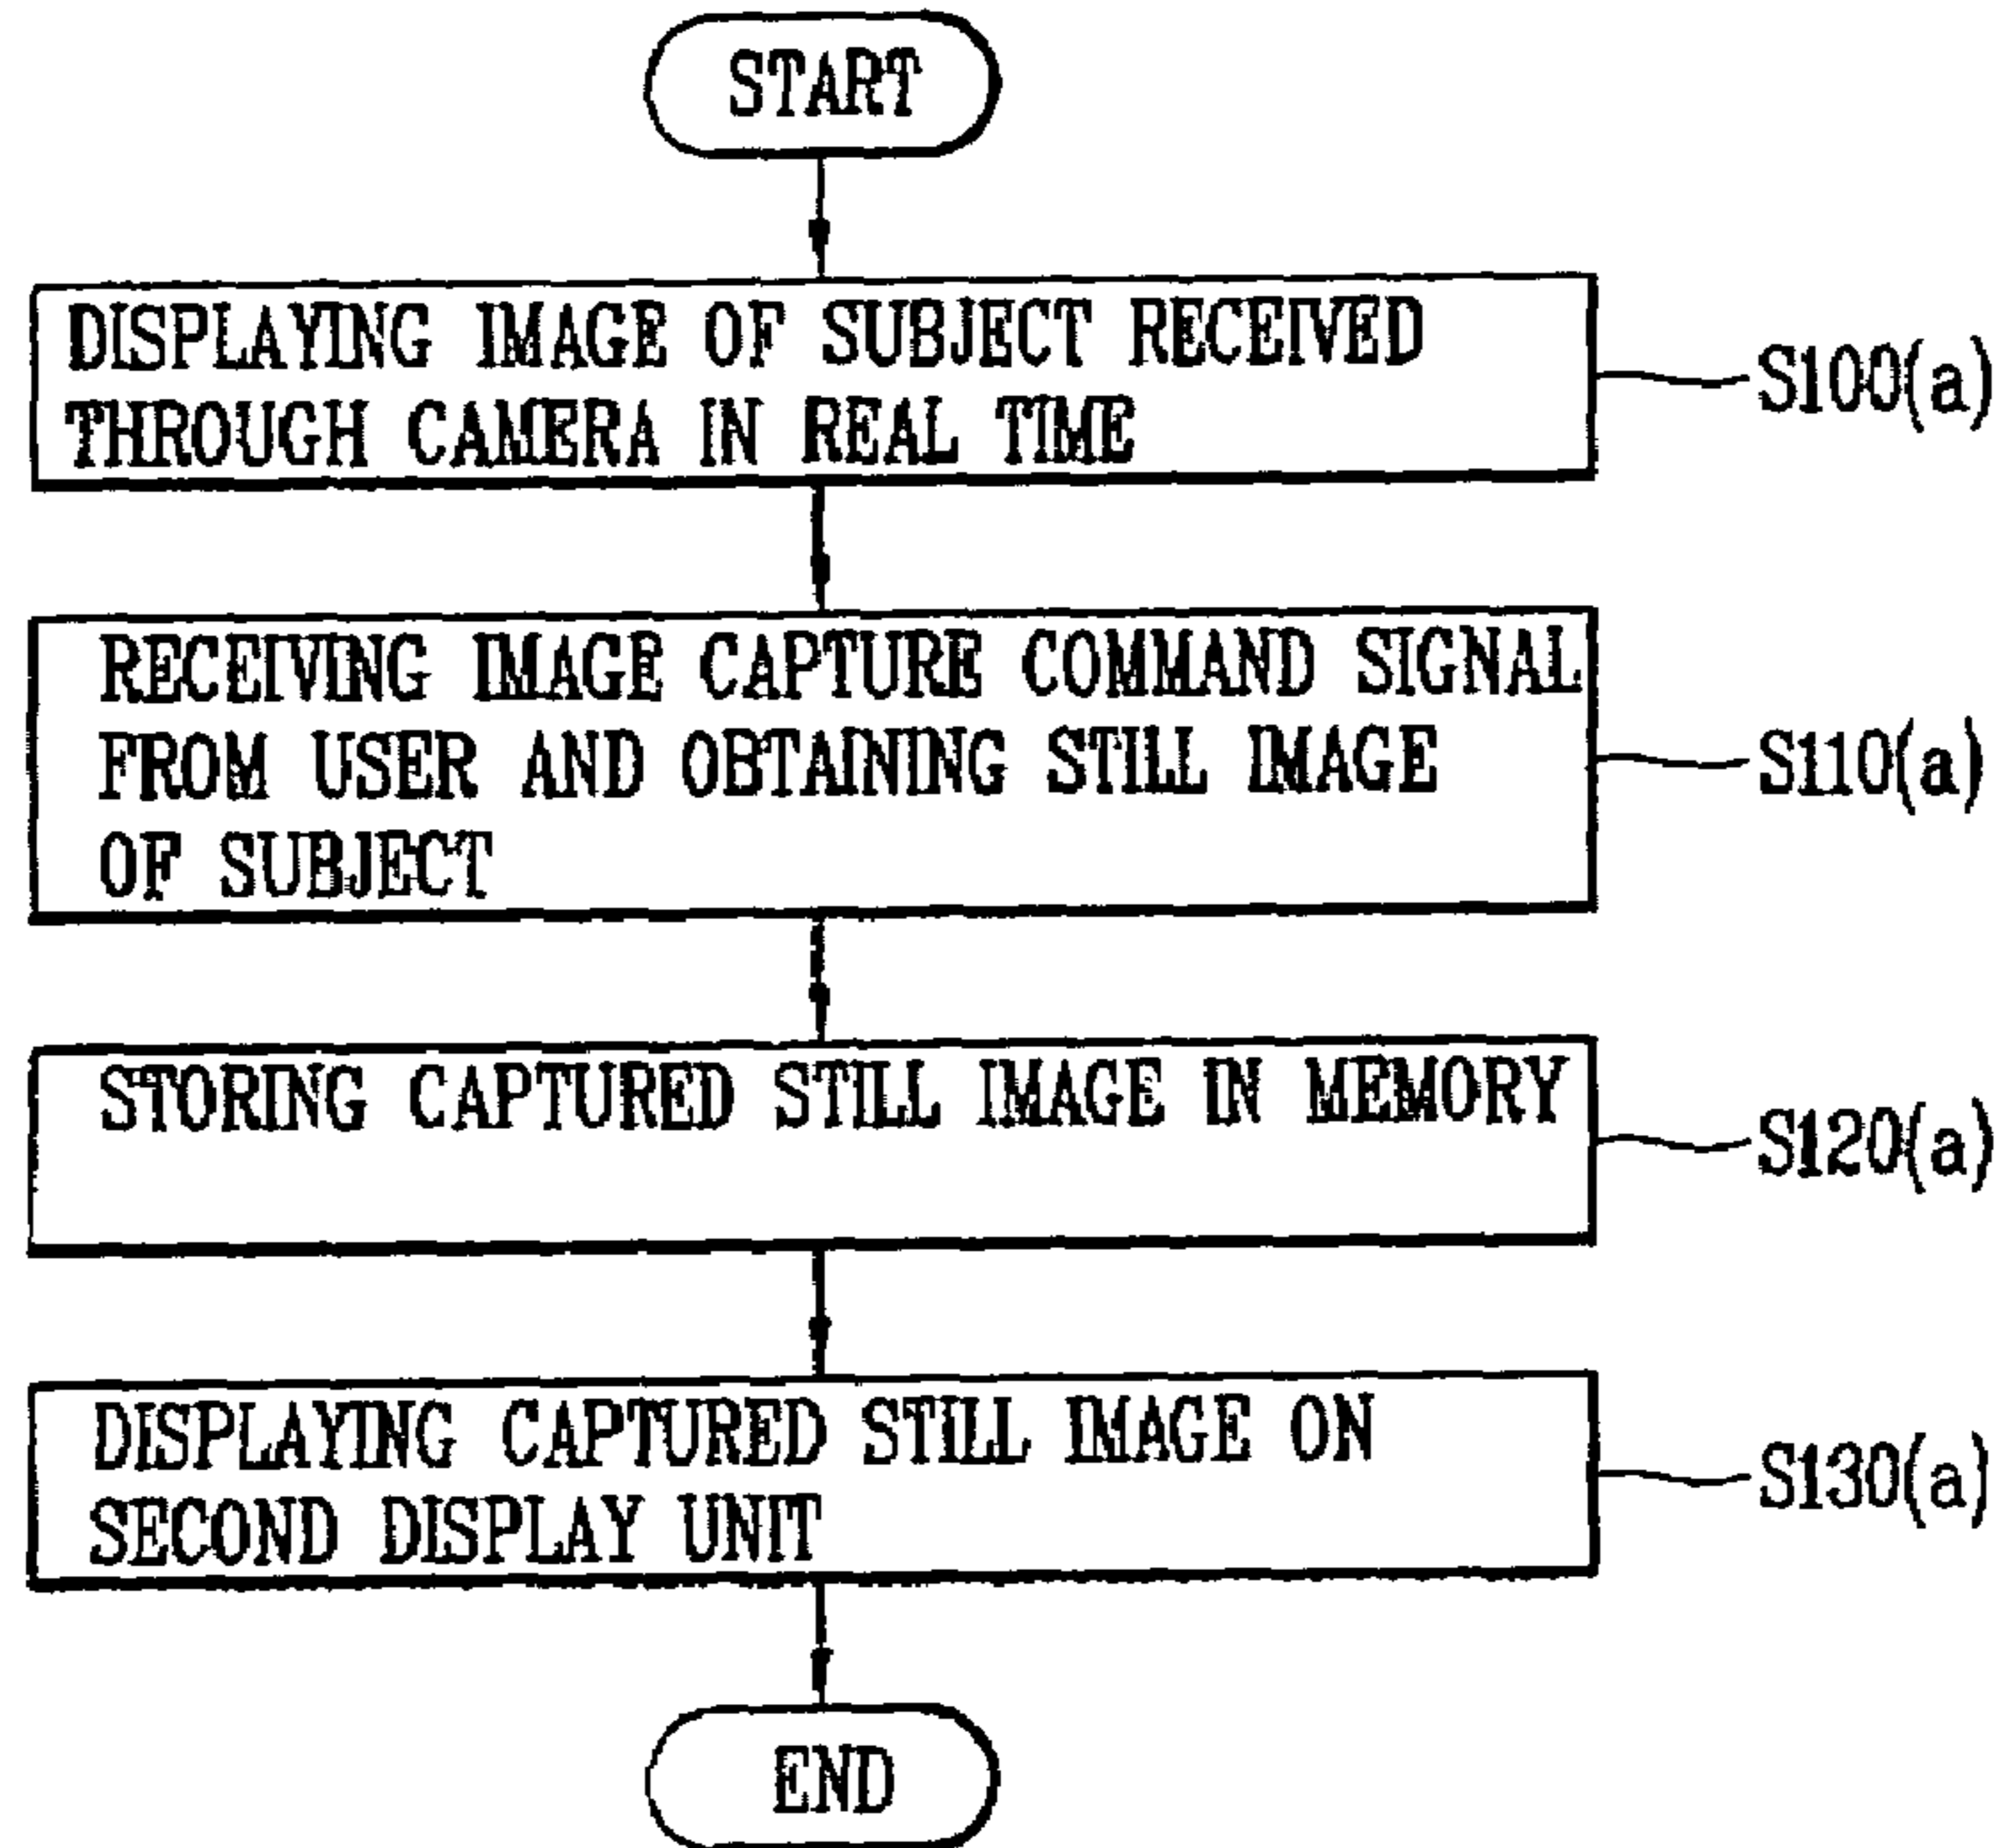 START
DISPLAYING IMAGE OF SUBJECT RECEIVED
THROUGH CAMERA IN REAL TIME
S100(a)
RECEIVING IMAGE CAPTURE COMMAND SIGNAL
FROM USER AND OBTAINING STILL IMAGE
OF SUBJECT
S110(a)
STORING CAPTURED STILL IMAGE IN MEMORY
S120(a)
DISPLAYING CAPTURED STILL IMAGE ON
SECOND DISPLAY UNIT
S130(a)
END